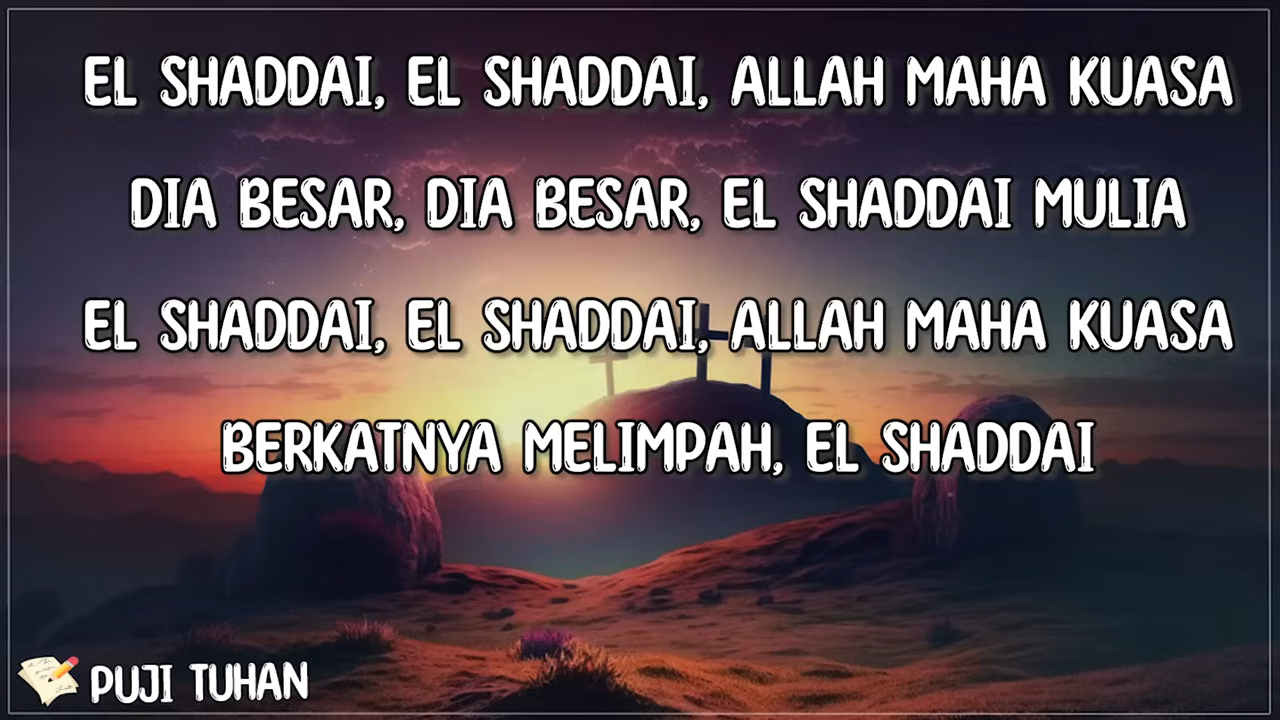 EL SHADDAI, EL SHADDAI, ALLAH MAHA KUASA
DIA BESAR, DIA BESAR, EL SHADDAI MULIA
EL SHADDAI, EL SHADDAI, ALLAH MAHA KUASA
BERKATNYA MELIMPAH, EL SHADDAI
PUJI TUHAN